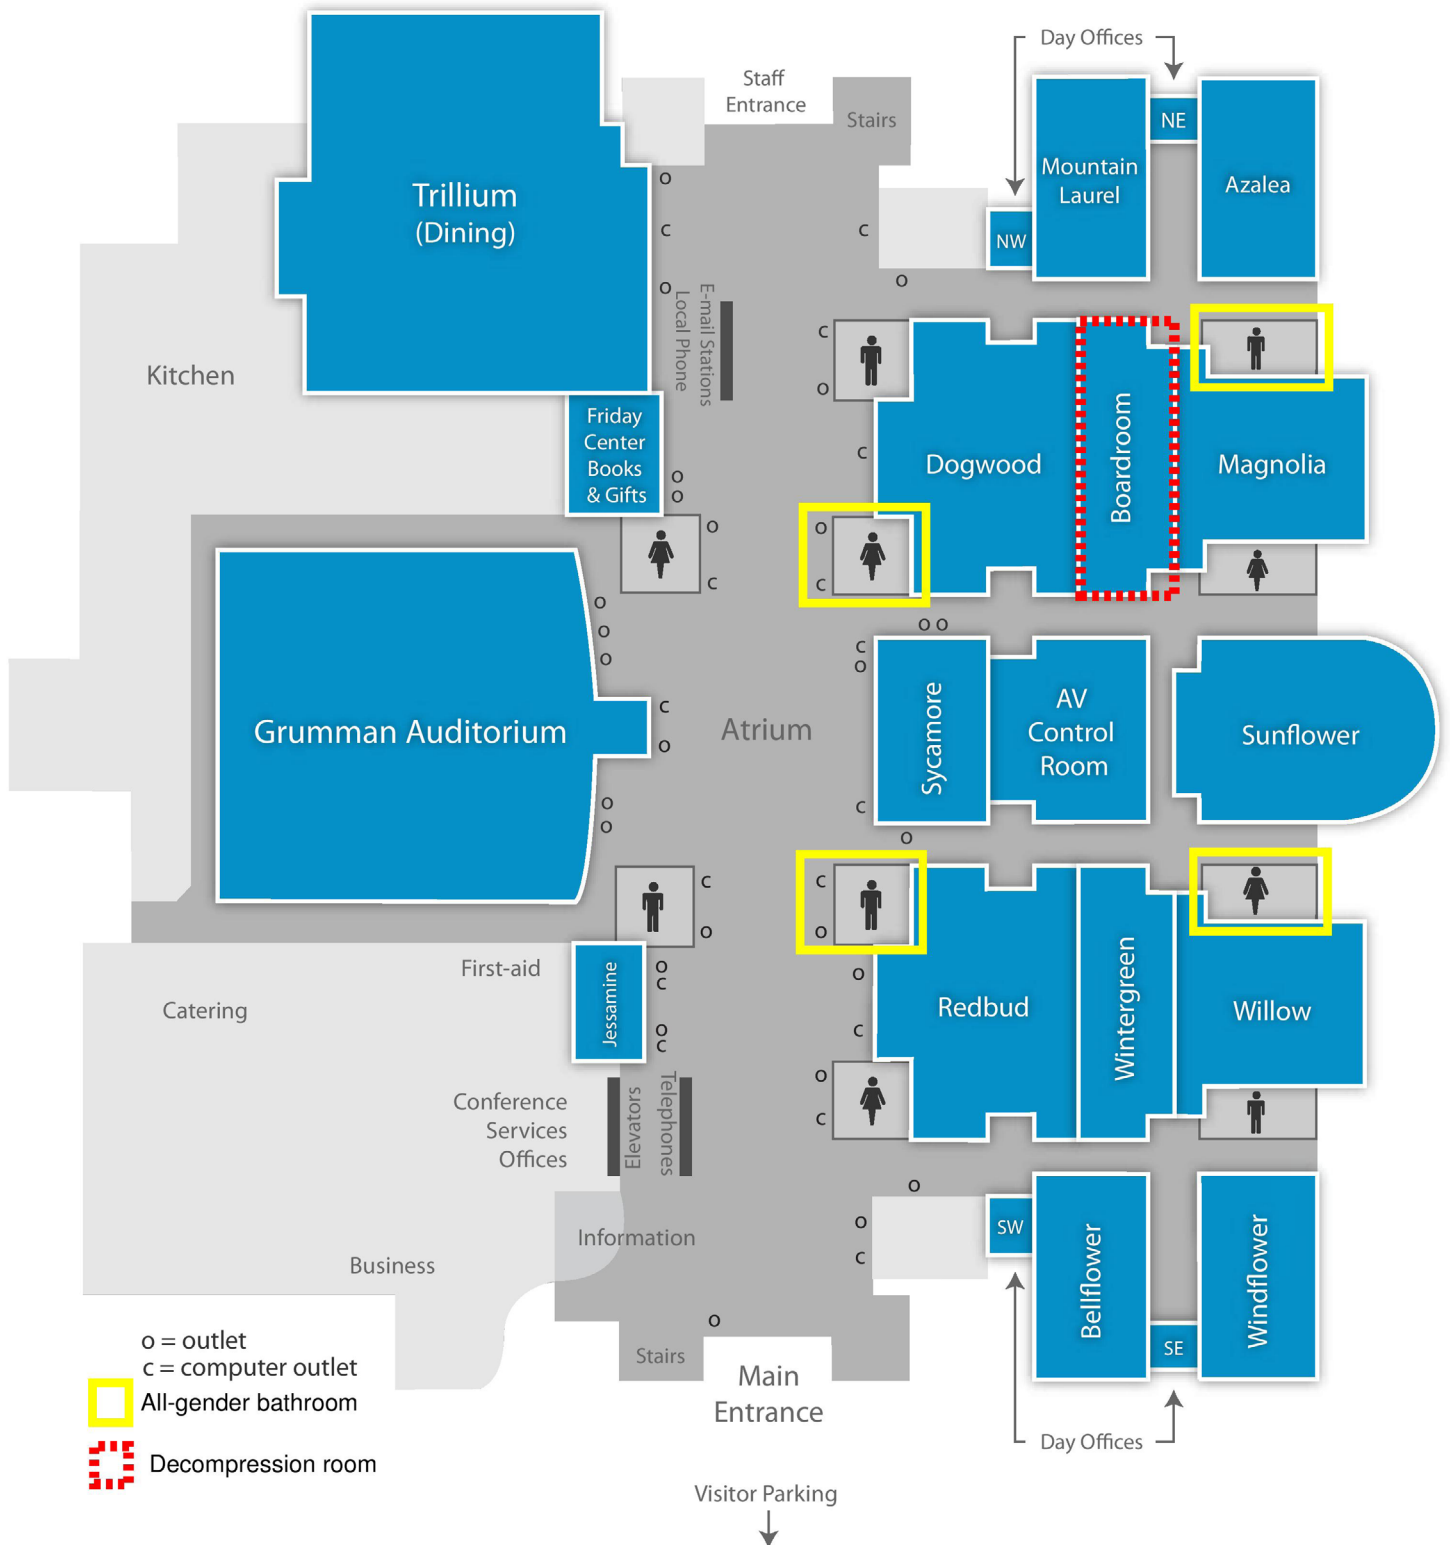 Day Offices
Staff
Entrance
Stairs
NE
Mountain
Laurel
Azalea
Trillium
(Dining)
NW
o
c
o
c
o
E-mail Stations
Local Phone
c
o
Kitchen
Friday
Center
Books
& Gifts
Dogwood
Boardroom
Magnolia
c
o
o
o
c
o
c
o
o
o
o o
c
o
Grumman Auditorium
c
o
Atrium
Sycamore
AV
Control
Room
Sunflower
o
o
c
o
c
o
c
o
First-aid
Jessamine
o
c
o
c
o
c
Redbud
Wintergreen
Willow
Catering
Conference
Services
Offices
Elevators
Telephones
o
c
o
o
c
Information
Business
SW
Bellflower
Windflower
SE
o
Stairs
Main
Entrance
Day Offices
o = outlet
c = computer outlet
All-gender bathroom
Decompression room
Visitor Parking